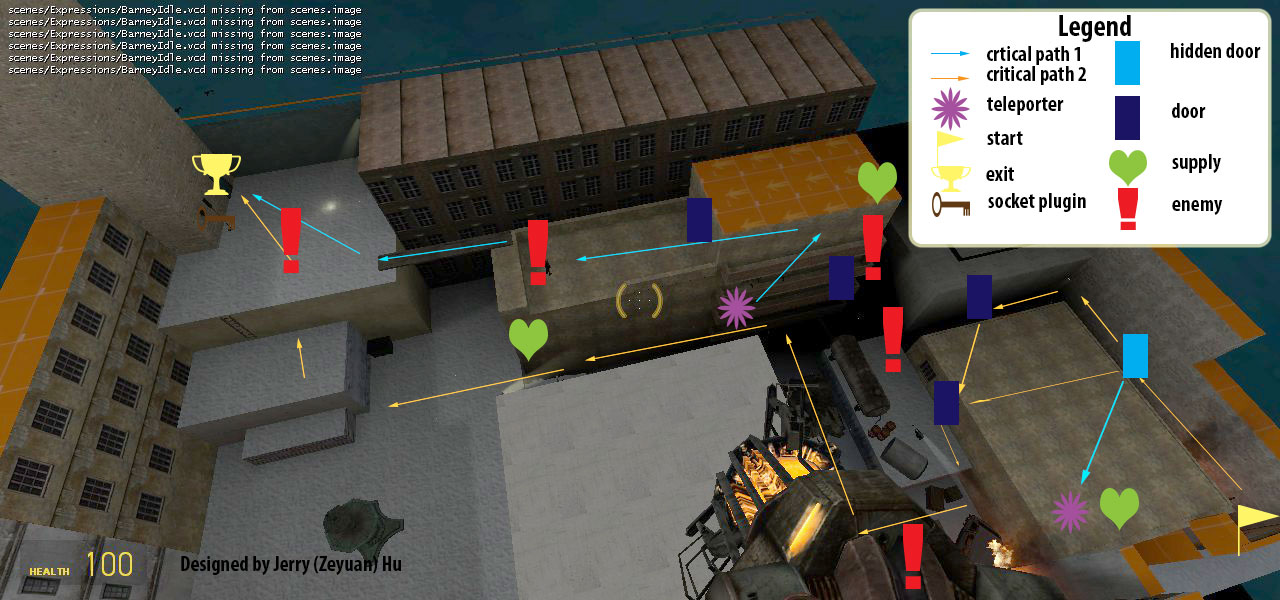 scenes/Expressions/BarneyIdle.vcd missing from scenes.image
scenes/Expressions/BarneyIdle.vcd missing from scenes.image
scenes/Expressions/BarneyIdle.vcd missing from scenes.image
scenes/Expressions/BarneyIdle.vcd missing from scenes.image
scenes/Expressions/BarneyIdle.vcd missing from scenes.image
scenes/Expressions/BarneyIdle.vcd missing from scenes.image
Legend
crtical path 1
critical path 2
teleporter
start
exit
socket plugin
hidden door
door
supply
enemy
HEALTH 100
Designed by Jerry (Zeyuan) Hu